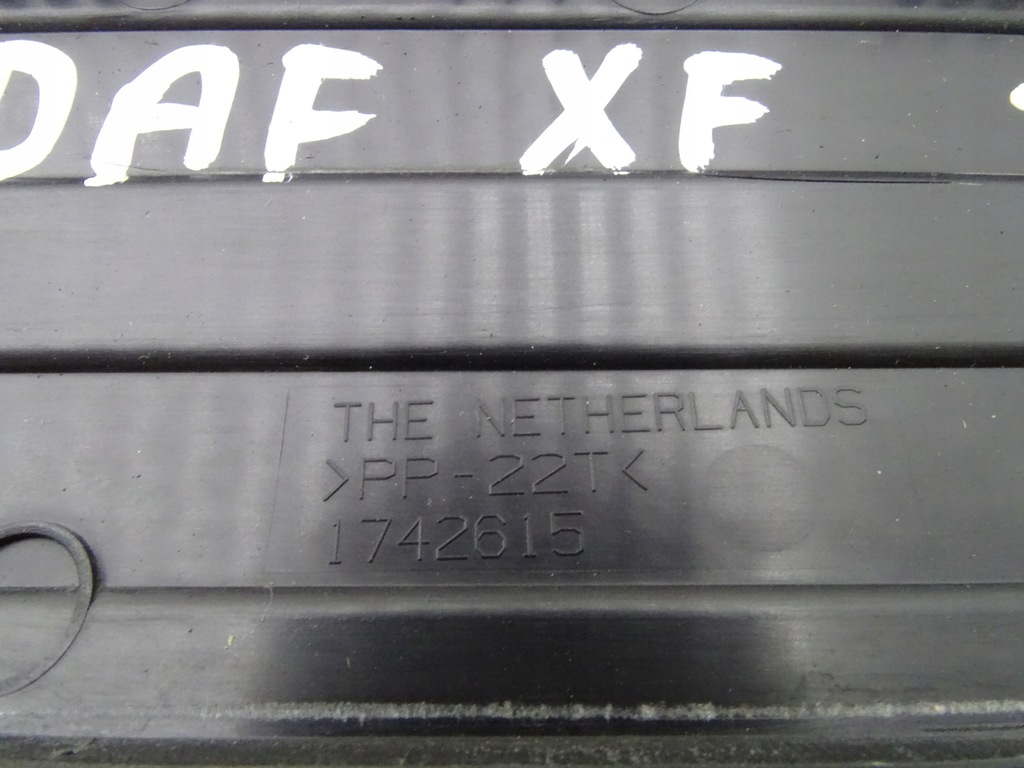 DAF XF
THE NETHERLANDS
>PP-22T<
1742615